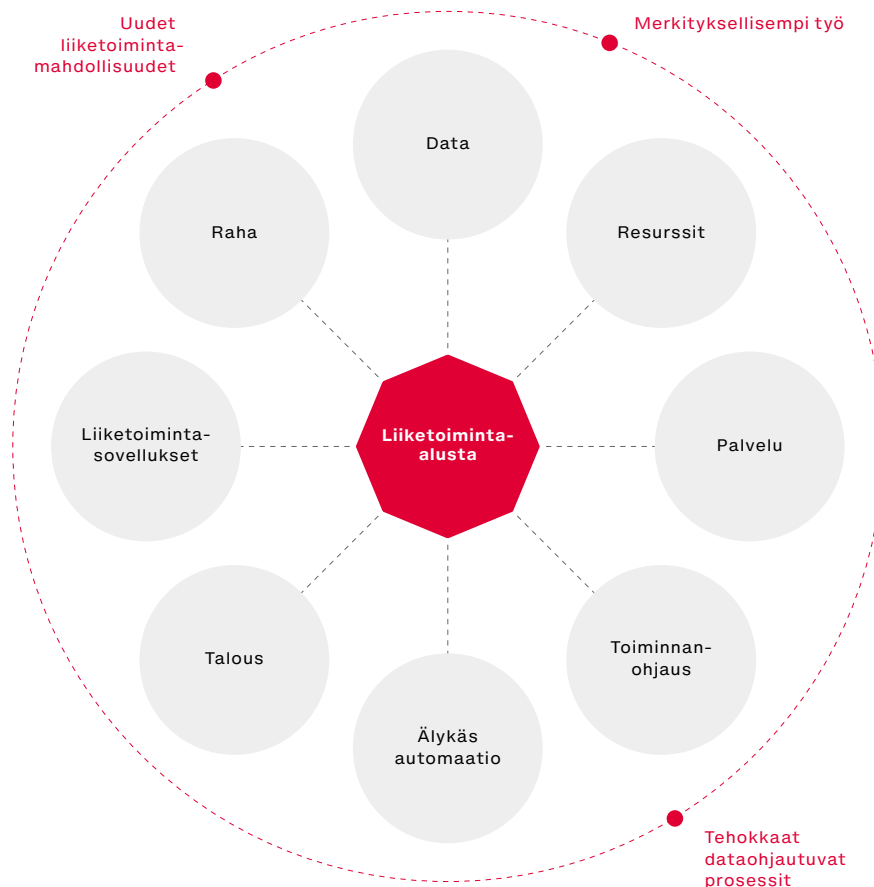 Uudet
liiketoiminta-
mahdollisuudet
Merkityksellisempi työ
Data
Raha
Resurssit
Liiketoiminta-
sovellukset
Liiketoiminta-
alusta
Palvelu
Talous
Toiminnan-
ohjaus
Älykäs
automaatio
Tehokkaat
dataohjautuvat
prosessit